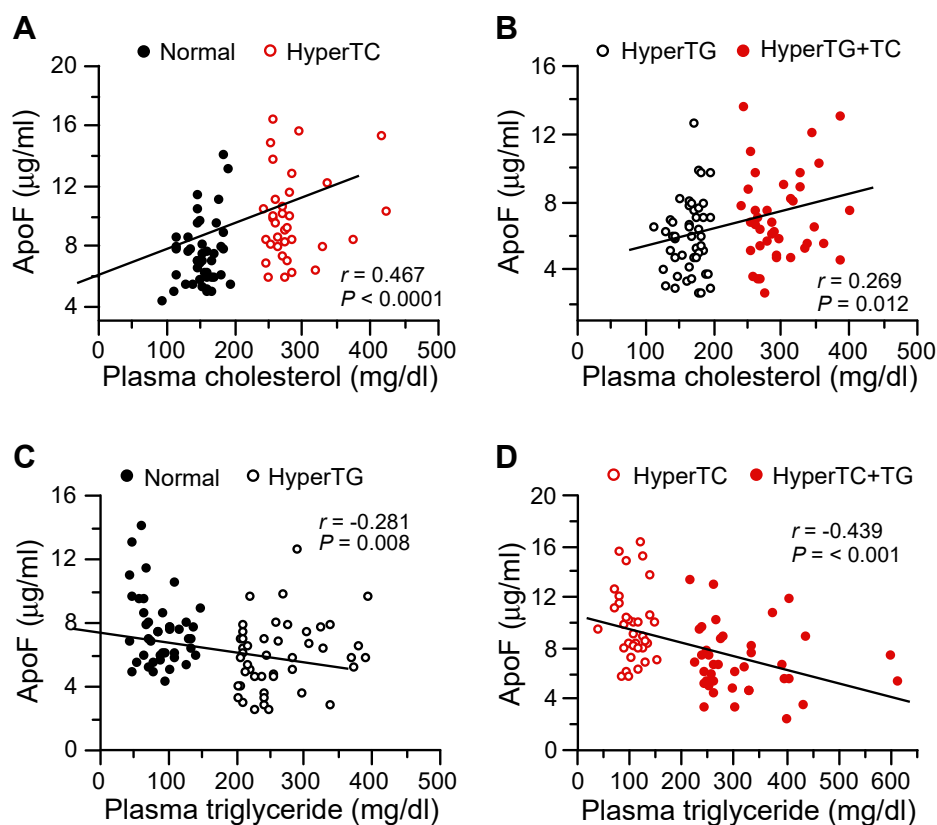 A
Normal HyperTC
20
16
12
8
4
ApoF (µg/ml)
r = 0.467
P < 0.0001
0 100 200 300 400 500
Plasma cholesterol (mg/dl)
B
HyperTG HyperTG+TC
16
12
8
4
0
ApoF (µg/ml)
r = 0.269
P = 0.012
0 100 200 300 400 500
Plasma cholesterol (mg/dl)
C
Normal HyperTG
16
12
8
4
0
ApoF (µg/ml)
r = -0.281
P = 0.008
0 100 200 300 400 500
Plasma triglyceride (mg/dl)
D
HyperTC HyperTC+TG
20
16
12
8
4
0
ApoF (µg/ml)
r = -0.439
P = < 0.001
0 100 200 300 400 500 600
Plasma triglyceride (mg/dl)